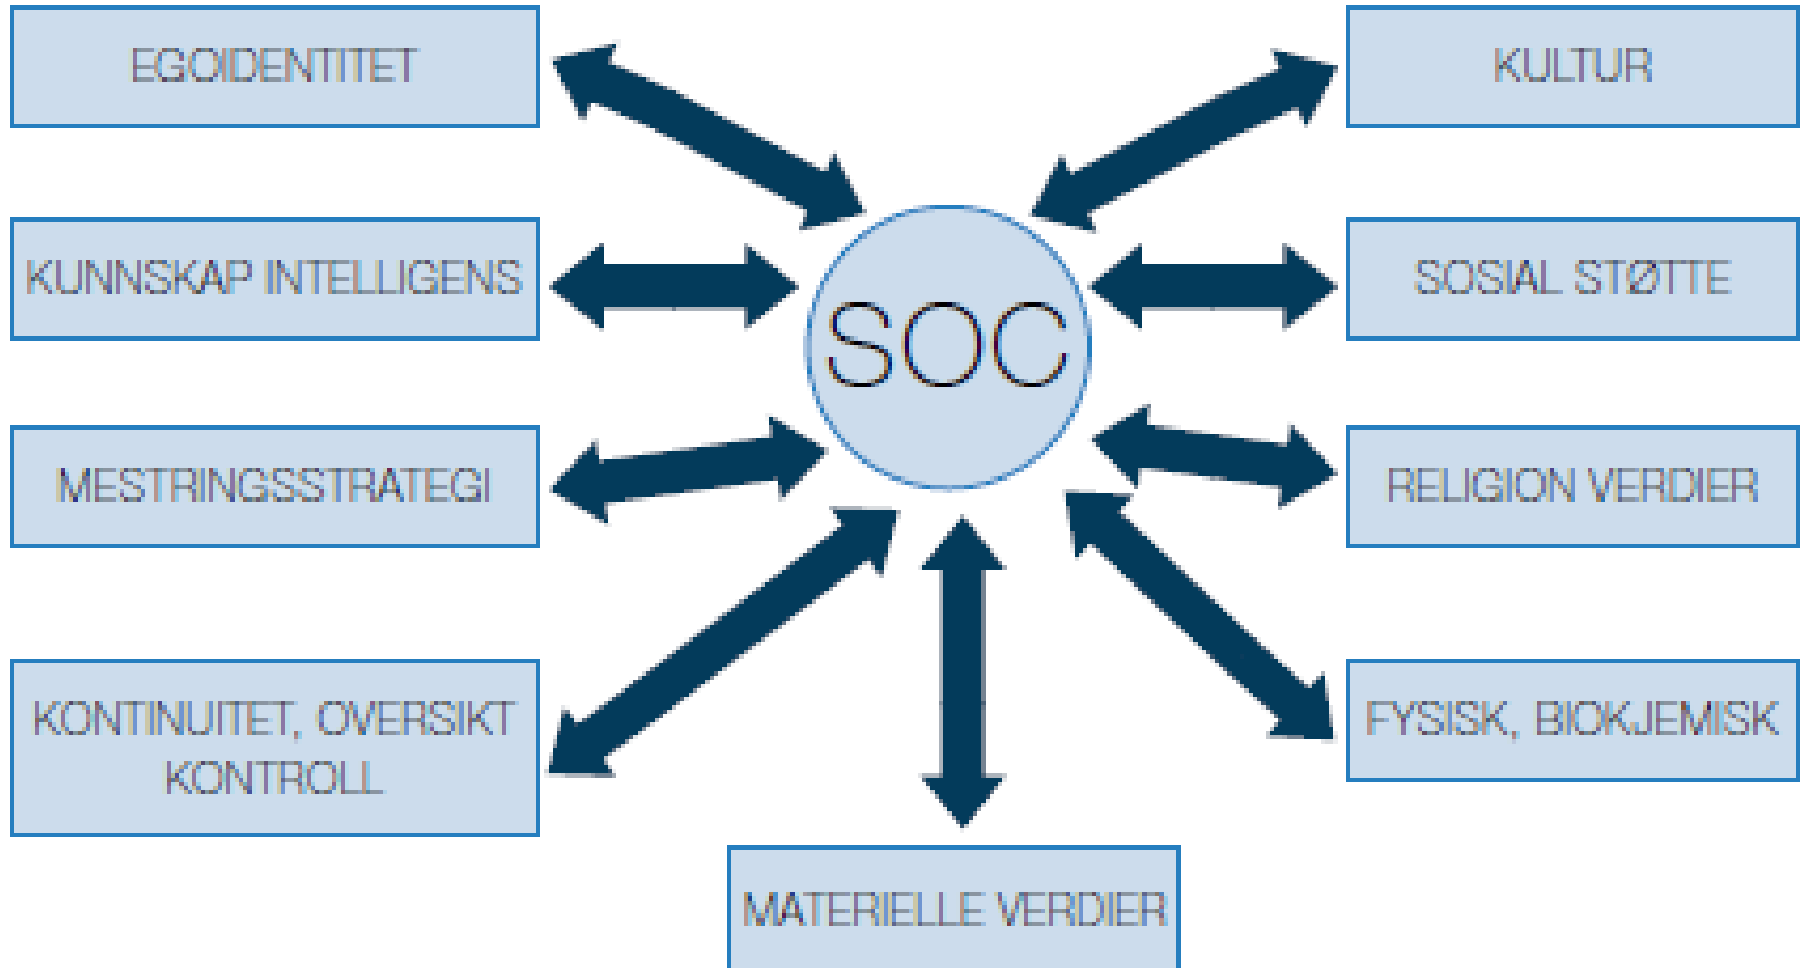 EGOIDENTITET
KULTUR
KUNNSKAP INTELLIGENS
SOSIAL STØTTE
SOC
MESTRINGSSTRATEGI
RELIGION VERDIER
KONTINUITET, OVERSIKT
KONTROLL
FYSISK, BIOKJEMISK
MATERIELLE VERDIER